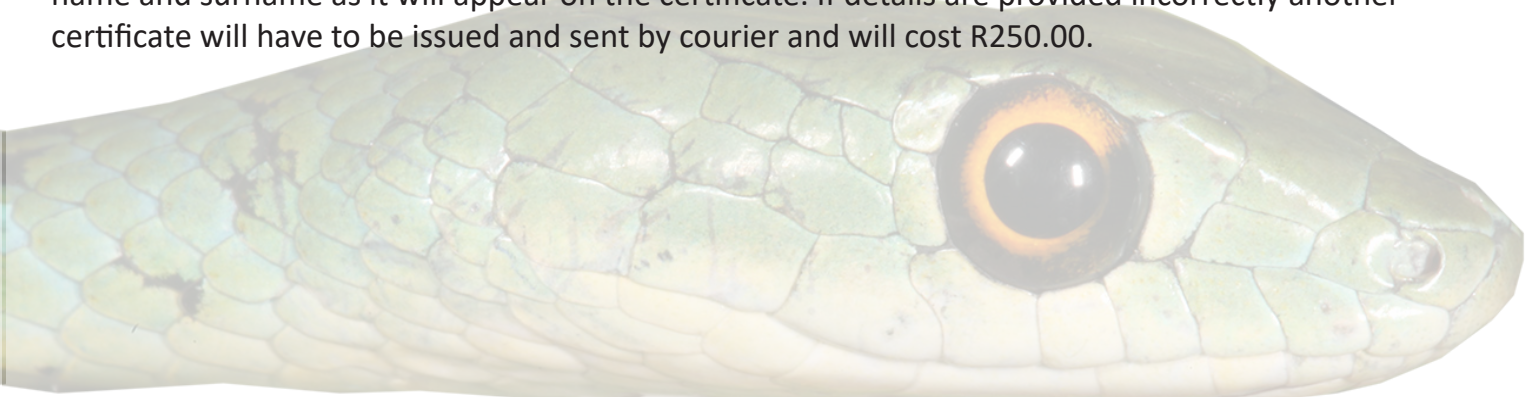 name and surname as it will appear on the certificate. If details are provided incorrectly another
certificate will have to be issued and sent by courier and will cost R250.00.